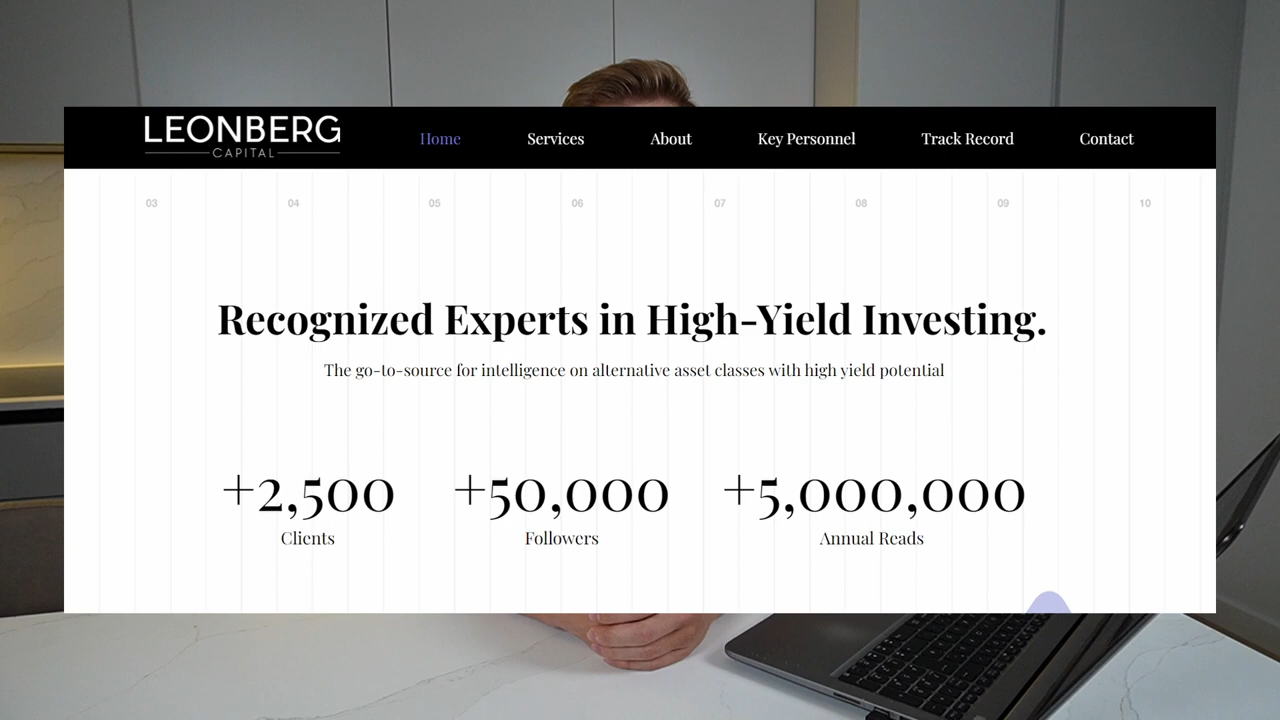 LEONBERG
CAPITAL
Home Services About Key Personnel Track Record Contact
03 04 05 06 07 08 09 10
Recognized Experts in High-Yield Investing.
The go-to-source for intelligence on alternative asset classes with high yield potential
+2,500 +50,000 +5,000,000
Clients Followers Annual Reads